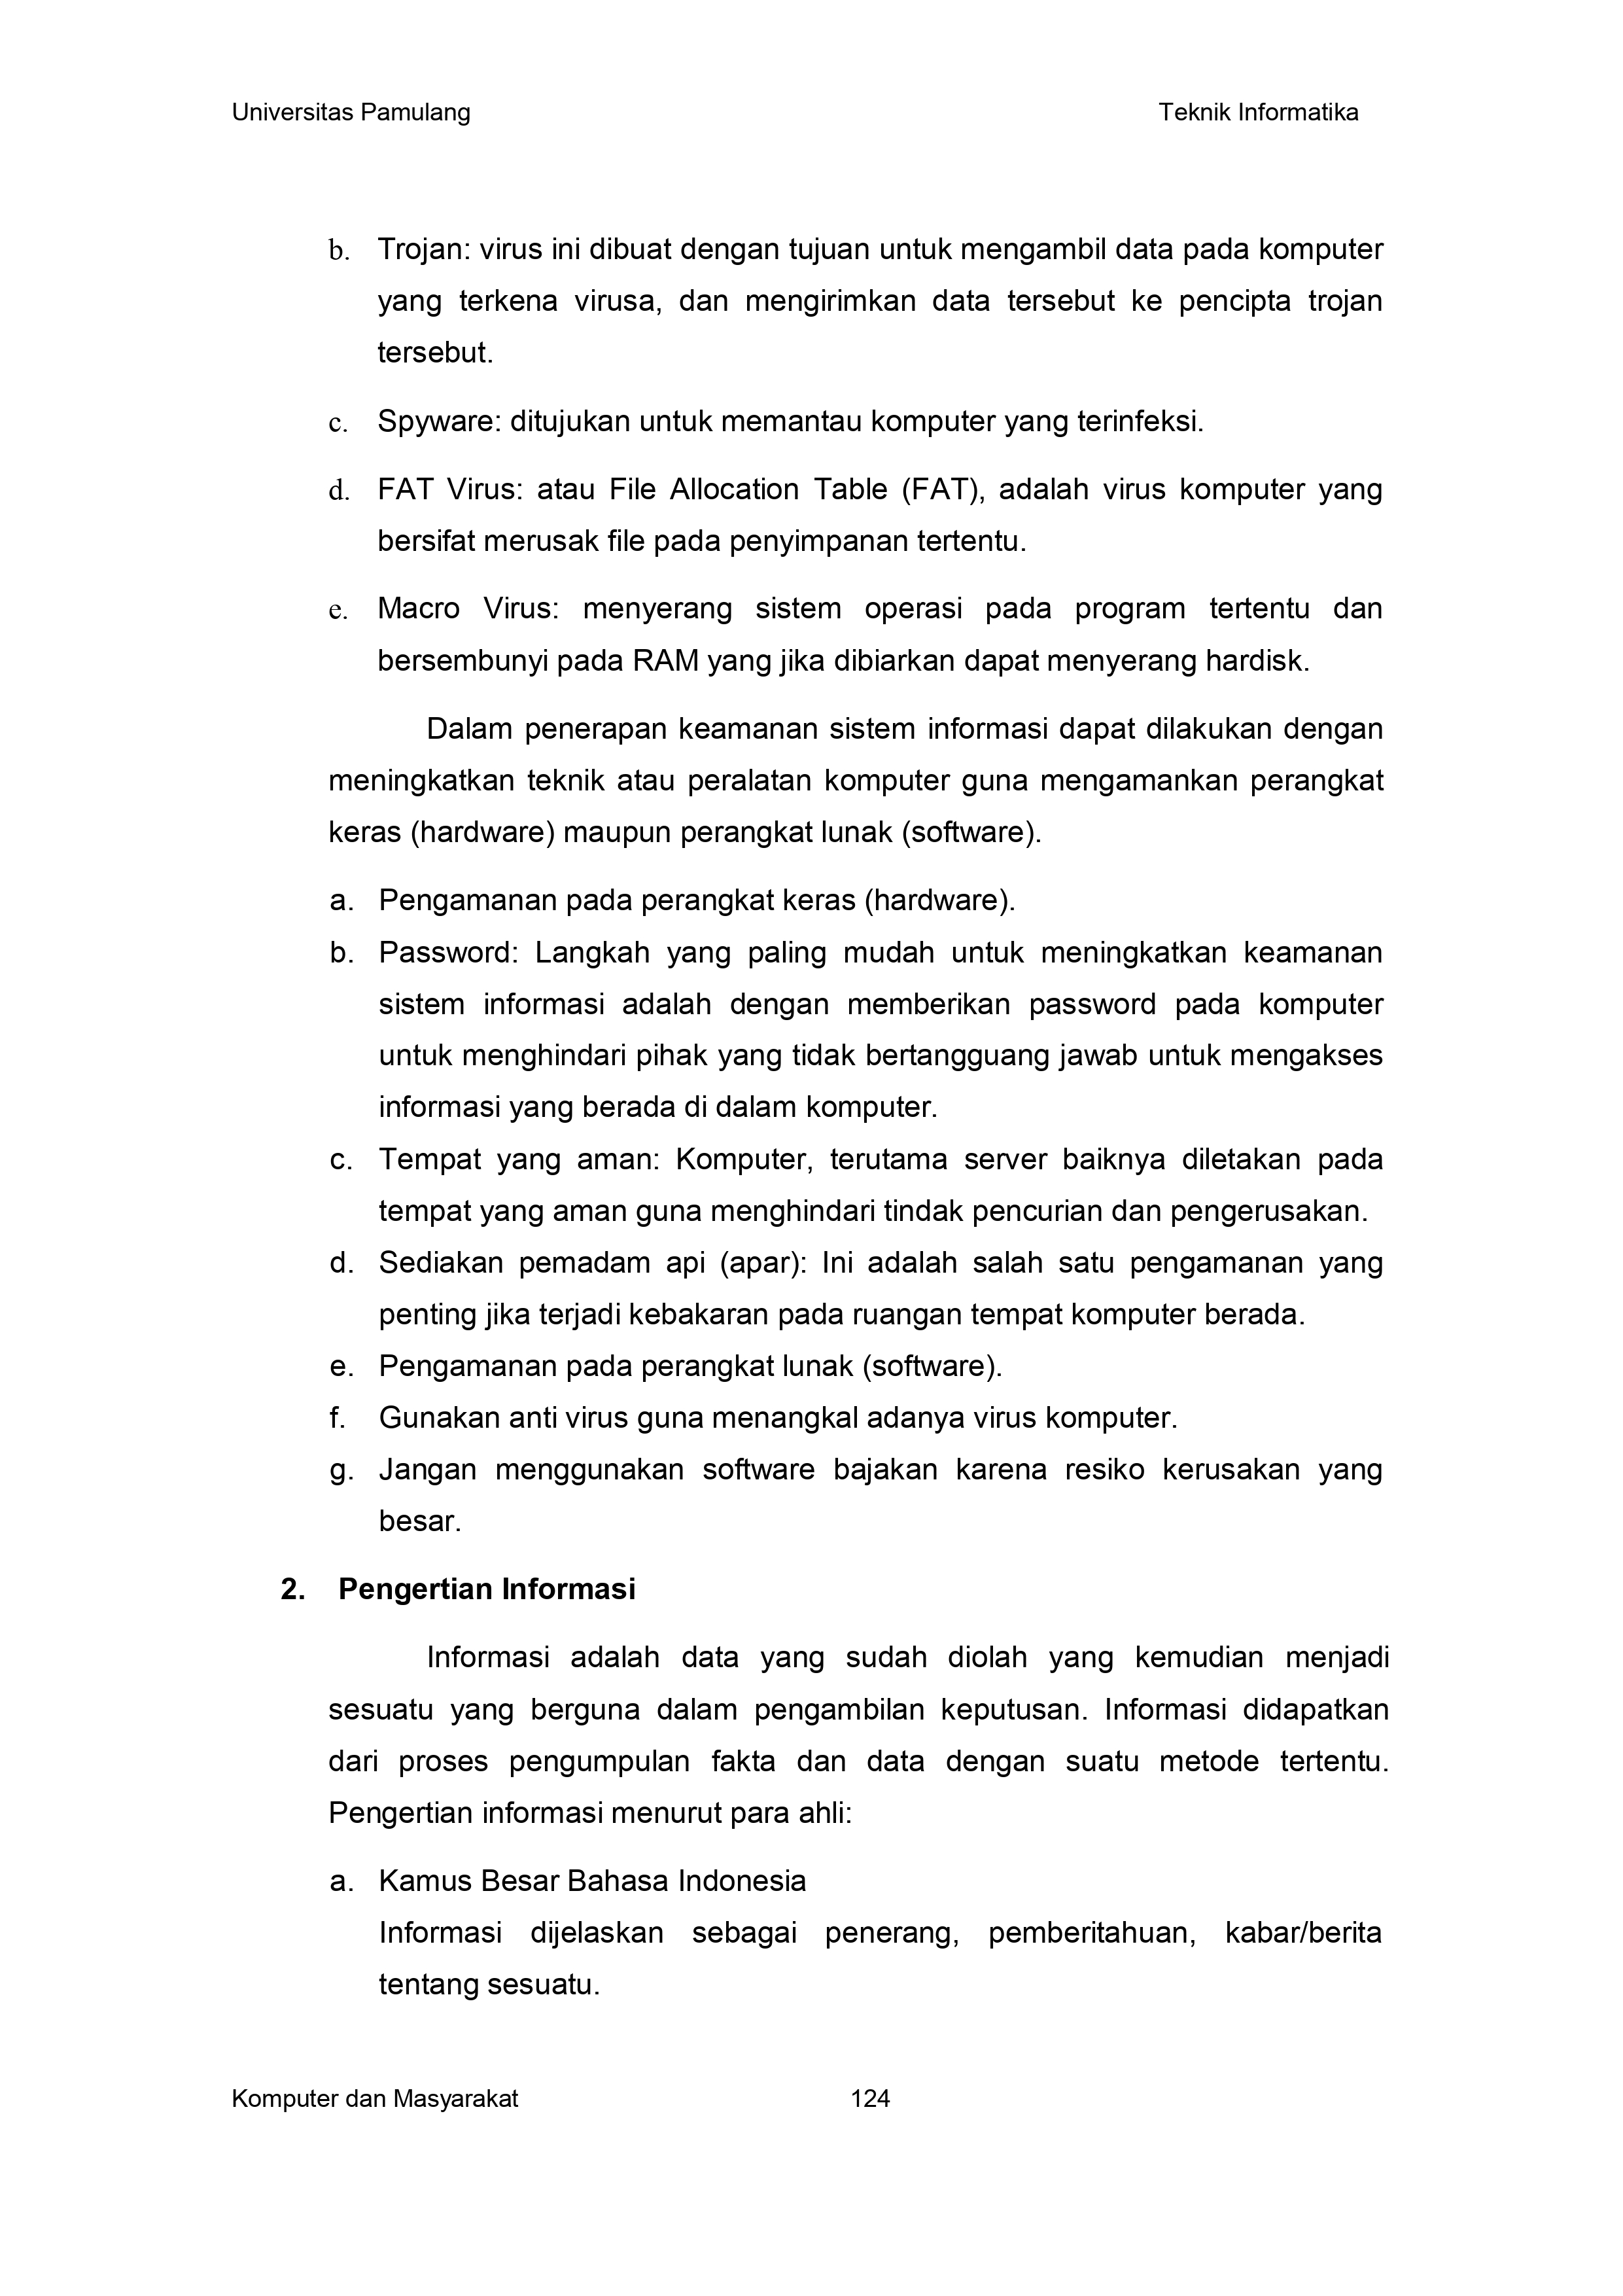 Universitas Pamulang Teknik Informatika
b. Trojan: virus ini dibuat dengan tujuan untuk mengambil data pada komputer
yang terkena virusa, dan mengirimkan data tersebut ke pencipta trojan
tersebut.
c. Spyware: ditujukan untuk memantau komputer yang terinfeksi.
d. FAT Virus: atau File Allocation Table (FAT), adalah virus komputer yang
bersifat merusak file pada penyimpanan tertentu.
e. Macro Virus: menyerang sistem operasi pada program tertentu dan
bersembunyi pada RAM yang jika dibiarkan dapat menyerang hardisk.
Dalam penerapan keamanan sistem informasi dapat dilakukan dengan
meningkatkan teknik atau peralatan komputer guna mengamankan perangkat
keras (hardware) maupun perangkat lunak (software).
a. Pengamanan pada perangkat keras (hardware).
b. Password: Langkah yang paling mudah untuk meningkatkan keamanan
sistem informasi adalah dengan memberikan password pada komputer
untuk menghindari pihak yang tidak bertangguang jawab untuk mengakses
informasi yang berada di dalam komputer.
c. Tempat yang aman: Komputer, terutama server baiknya diletakan pada
tempat yang aman guna menghindari tindak pencurian dan pengerusakan.
d. Sediakan pemadam api (apar): Ini adalah salah satu pengamanan yang
penting jika terjadi kebakaran pada ruangan tempat komputer berada.
e. Pengamanan pada perangkat lunak (software).
f. Gunakan anti virus guna menangkal adanya virus komputer.
g. Jangan menggunakan software bajakan karena resiko kerusakan yang
besar.
2. Pengertian Informasi
Informasi adalah data yang sudah diolah yang kemudian menjadi
sesuatu yang berguna dalam pengambilan keputusan. Informasi didapatkan
dari proses pengumpulan fakta dan data dengan suatu metode tertentu.
Pengertian informasi menurut para ahli:
a. Kamus Besar Bahasa Indonesia
Informasi dijelaskan sebagai penerang, pemberitahuan, kabar/berita
tentang sesuatu.
Komputer dan Masyarakat 124